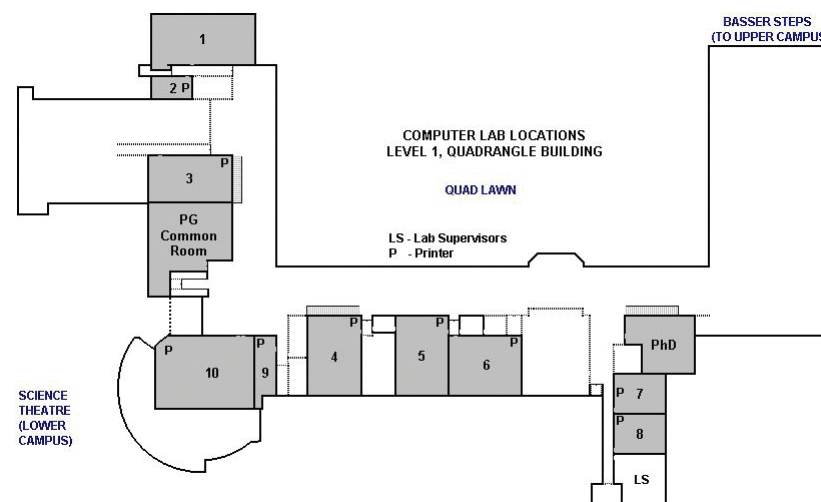 BASSER STEPS
(TO UPPER CAMPUS
1
2 P
COMPUTER LAB LOCATIONS
LEVEL 1, QUADRANGLE BUILDING
P
3
QUAD LAWN
PG
Common
Room
LS - Lab Supervisors
P - Printer
P
10
P
9
P
4
P
5
P
6
PhD
P 7
P
8
LS
SCIENCE
THEATRE
(LOWER
CAMPUS)